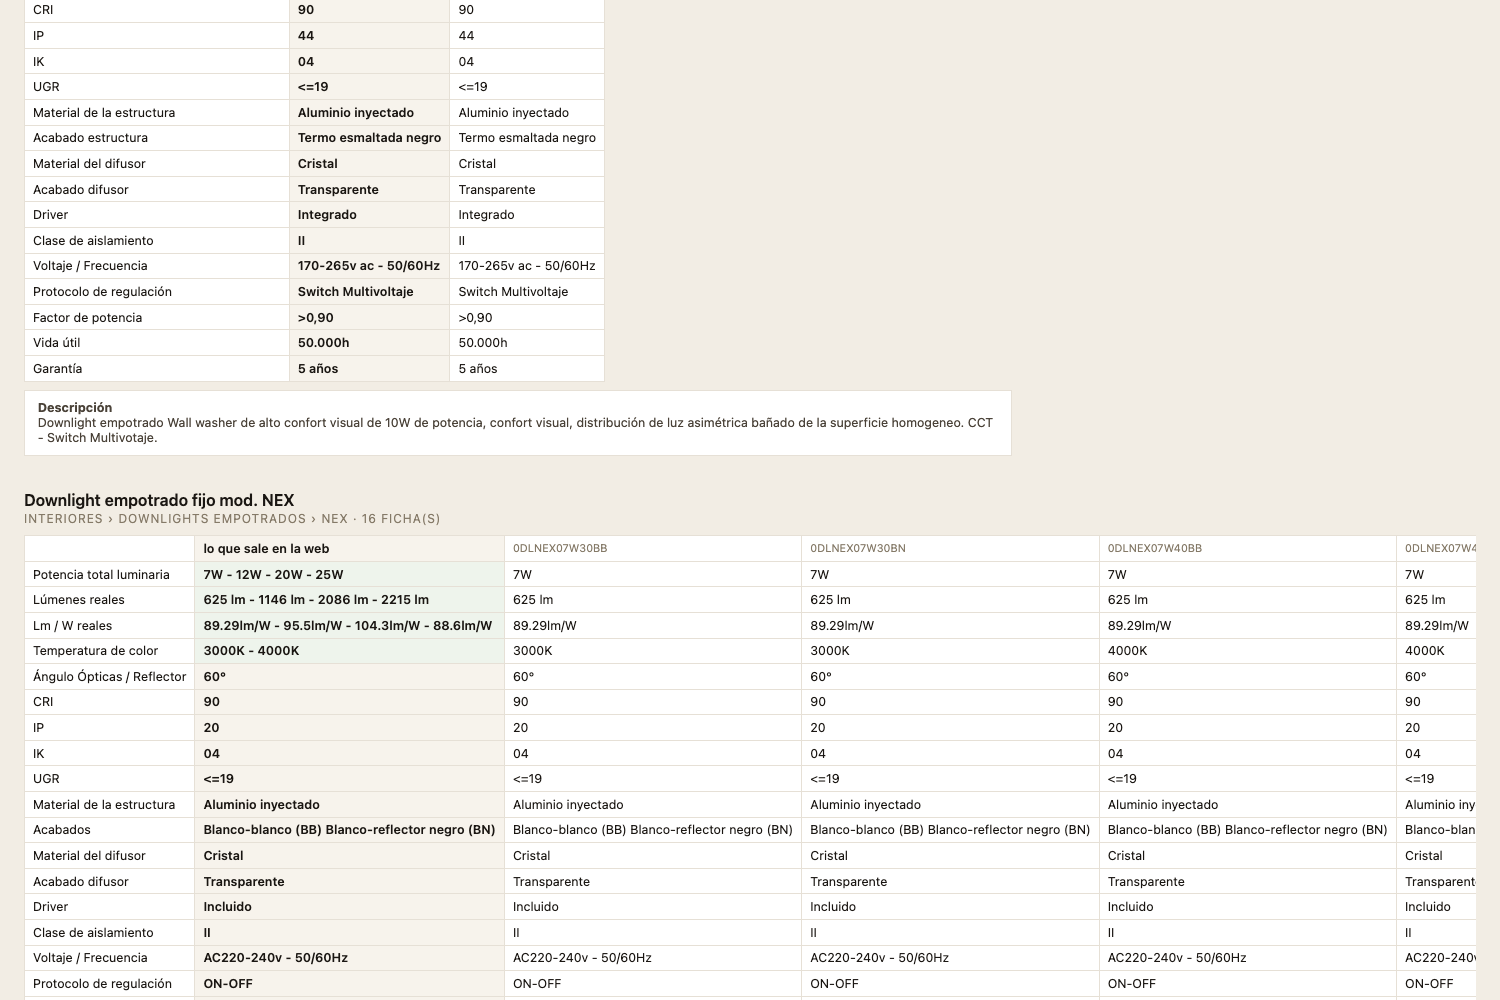 CRI 90 90
IP 44 44
IK 04 04
UGR <=19 <=19
Material de la estructura Aluminio inyectado Aluminio inyectado
Acabado estructura Termo esmaltada negro Termo esmaltada negro
Material del difusor Cristal Cristal
Acabado difusor Transparente Transparente
Driver Integrado Integrado
Clase de aislamiento II II
Voltaje / Frecuencia 170-265v ac - 50/60Hz 170-265v ac - 50/60Hz
Protocolo de regulación Switch Multivoltaje Switch Multivoltaje
Factor de potencia >0,90 >0,90
Vida útil 50.000h 50.000h
Garantía 5 años 5 años
Descripción
Downlight empotrado Wall washer de alto confort visual de 10W de potencia, confort visual, distribución de luz asimétrica bañado de la superficie homogeneo. CCT
- Switch Multivotaje.
Downlight empotrado fijo mod. NEX
INTERIORES › DOWNLIGHTS EMPOTRADOS › NEX · 16 FICHA(S)
lo que sale en la web 0DLNEX07W30BB 0DLNEX07W30BN 0DLNEX07W40BB 0DLNEX07W4
Potencia total luminaria 7W - 12W - 20W - 25W 7W 7W 7W 7W
Lúmenes reales 625 lm - 1146 lm - 2086 lm - 2215 lm 625 lm 625 lm 625 lm 625 lm
Lm / W reales 89.29lm/W - 95.5lm/W - 104.3lm/W - 88.6lm/W 89.29lm/W 89.29lm/W 89.29lm/W 89.29lm/W
Temperatura de color 3000K - 4000K 3000K 3000K 4000K 4000K
Ángulo Ópticas / Reflector 60° 60° 60° 60° 60°
CRI 90 90 90 90 90
IP 20 20 20 20 20
IK 04 04 04 04 04
UGR <=19 <=19 <=19 <=19 <=19
Material de la estructura Aluminio inyectado Aluminio inyectado Aluminio inyectado Aluminio inyectado Aluminio iny
Acabados Blanco-blanco (BB) Blanco-reflector negro (BN) Blanco-blanco (BB) Blanco-reflector negro (BN) Blanco-blanco (BB) Blanco-reflector negro (BN) Blanco-blanco (BB) Blanco-reflector negro (BN) Blanco-blan
Material del difusor Cristal Cristal Cristal Cristal Cristal
Acabado difusor Transparente Transparente Transparente Transparente Transparent
Driver Incluido Incluido Incluido Incluido Incluido
Clase de aislamiento II II II II II
Voltaje / Frecuencia AC220-240v - 50/60Hz AC220-240v - 50/60Hz AC220-240v - 50/60Hz AC220-240v - 50/60Hz AC220-240v
Protocolo de regulación ON-OFF ON-OFF ON-OFF ON-OFF ON-OFF